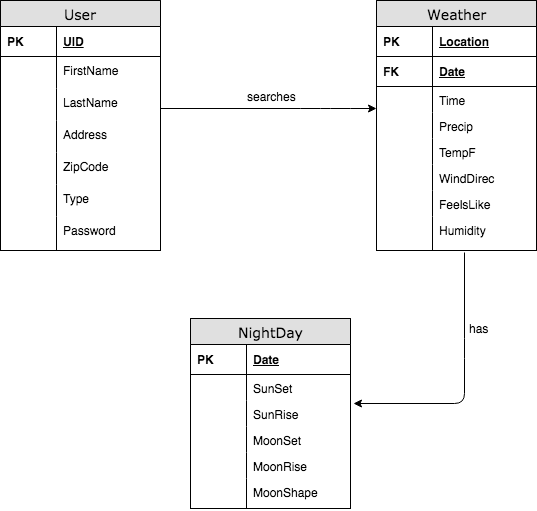 User
PK UID
FirstName
LastName
Address
ZipCode
Type
Password
searches
Weather
PK Location
FK Date
Time
Precip
TempF
WindDirec
FeelsLike
Humidity
has
NightDay
PK Date
SunSet
SunRise
MoonSet
MoonRise
MoonShape